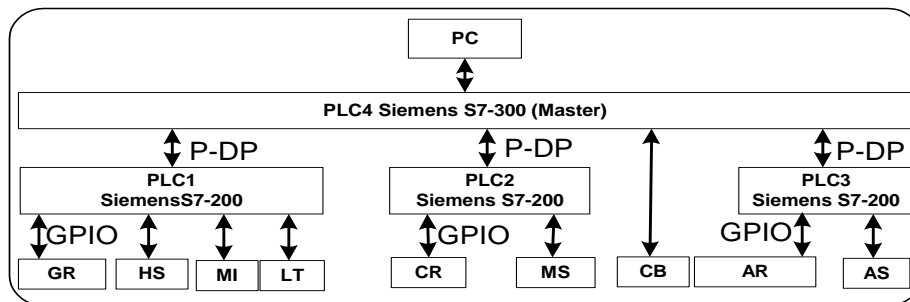 PC
PLC4 Siemens S7-300 (Master)
P-DP
P-DP
P-DP
PLC1
SiemensS7-200
PLC2
Siemens S7-200
PLC3
Siemens S7-200
GPIO
GPIO
GPIO
GR
HS
MI
LT
CR
MS
CB
AR
AS